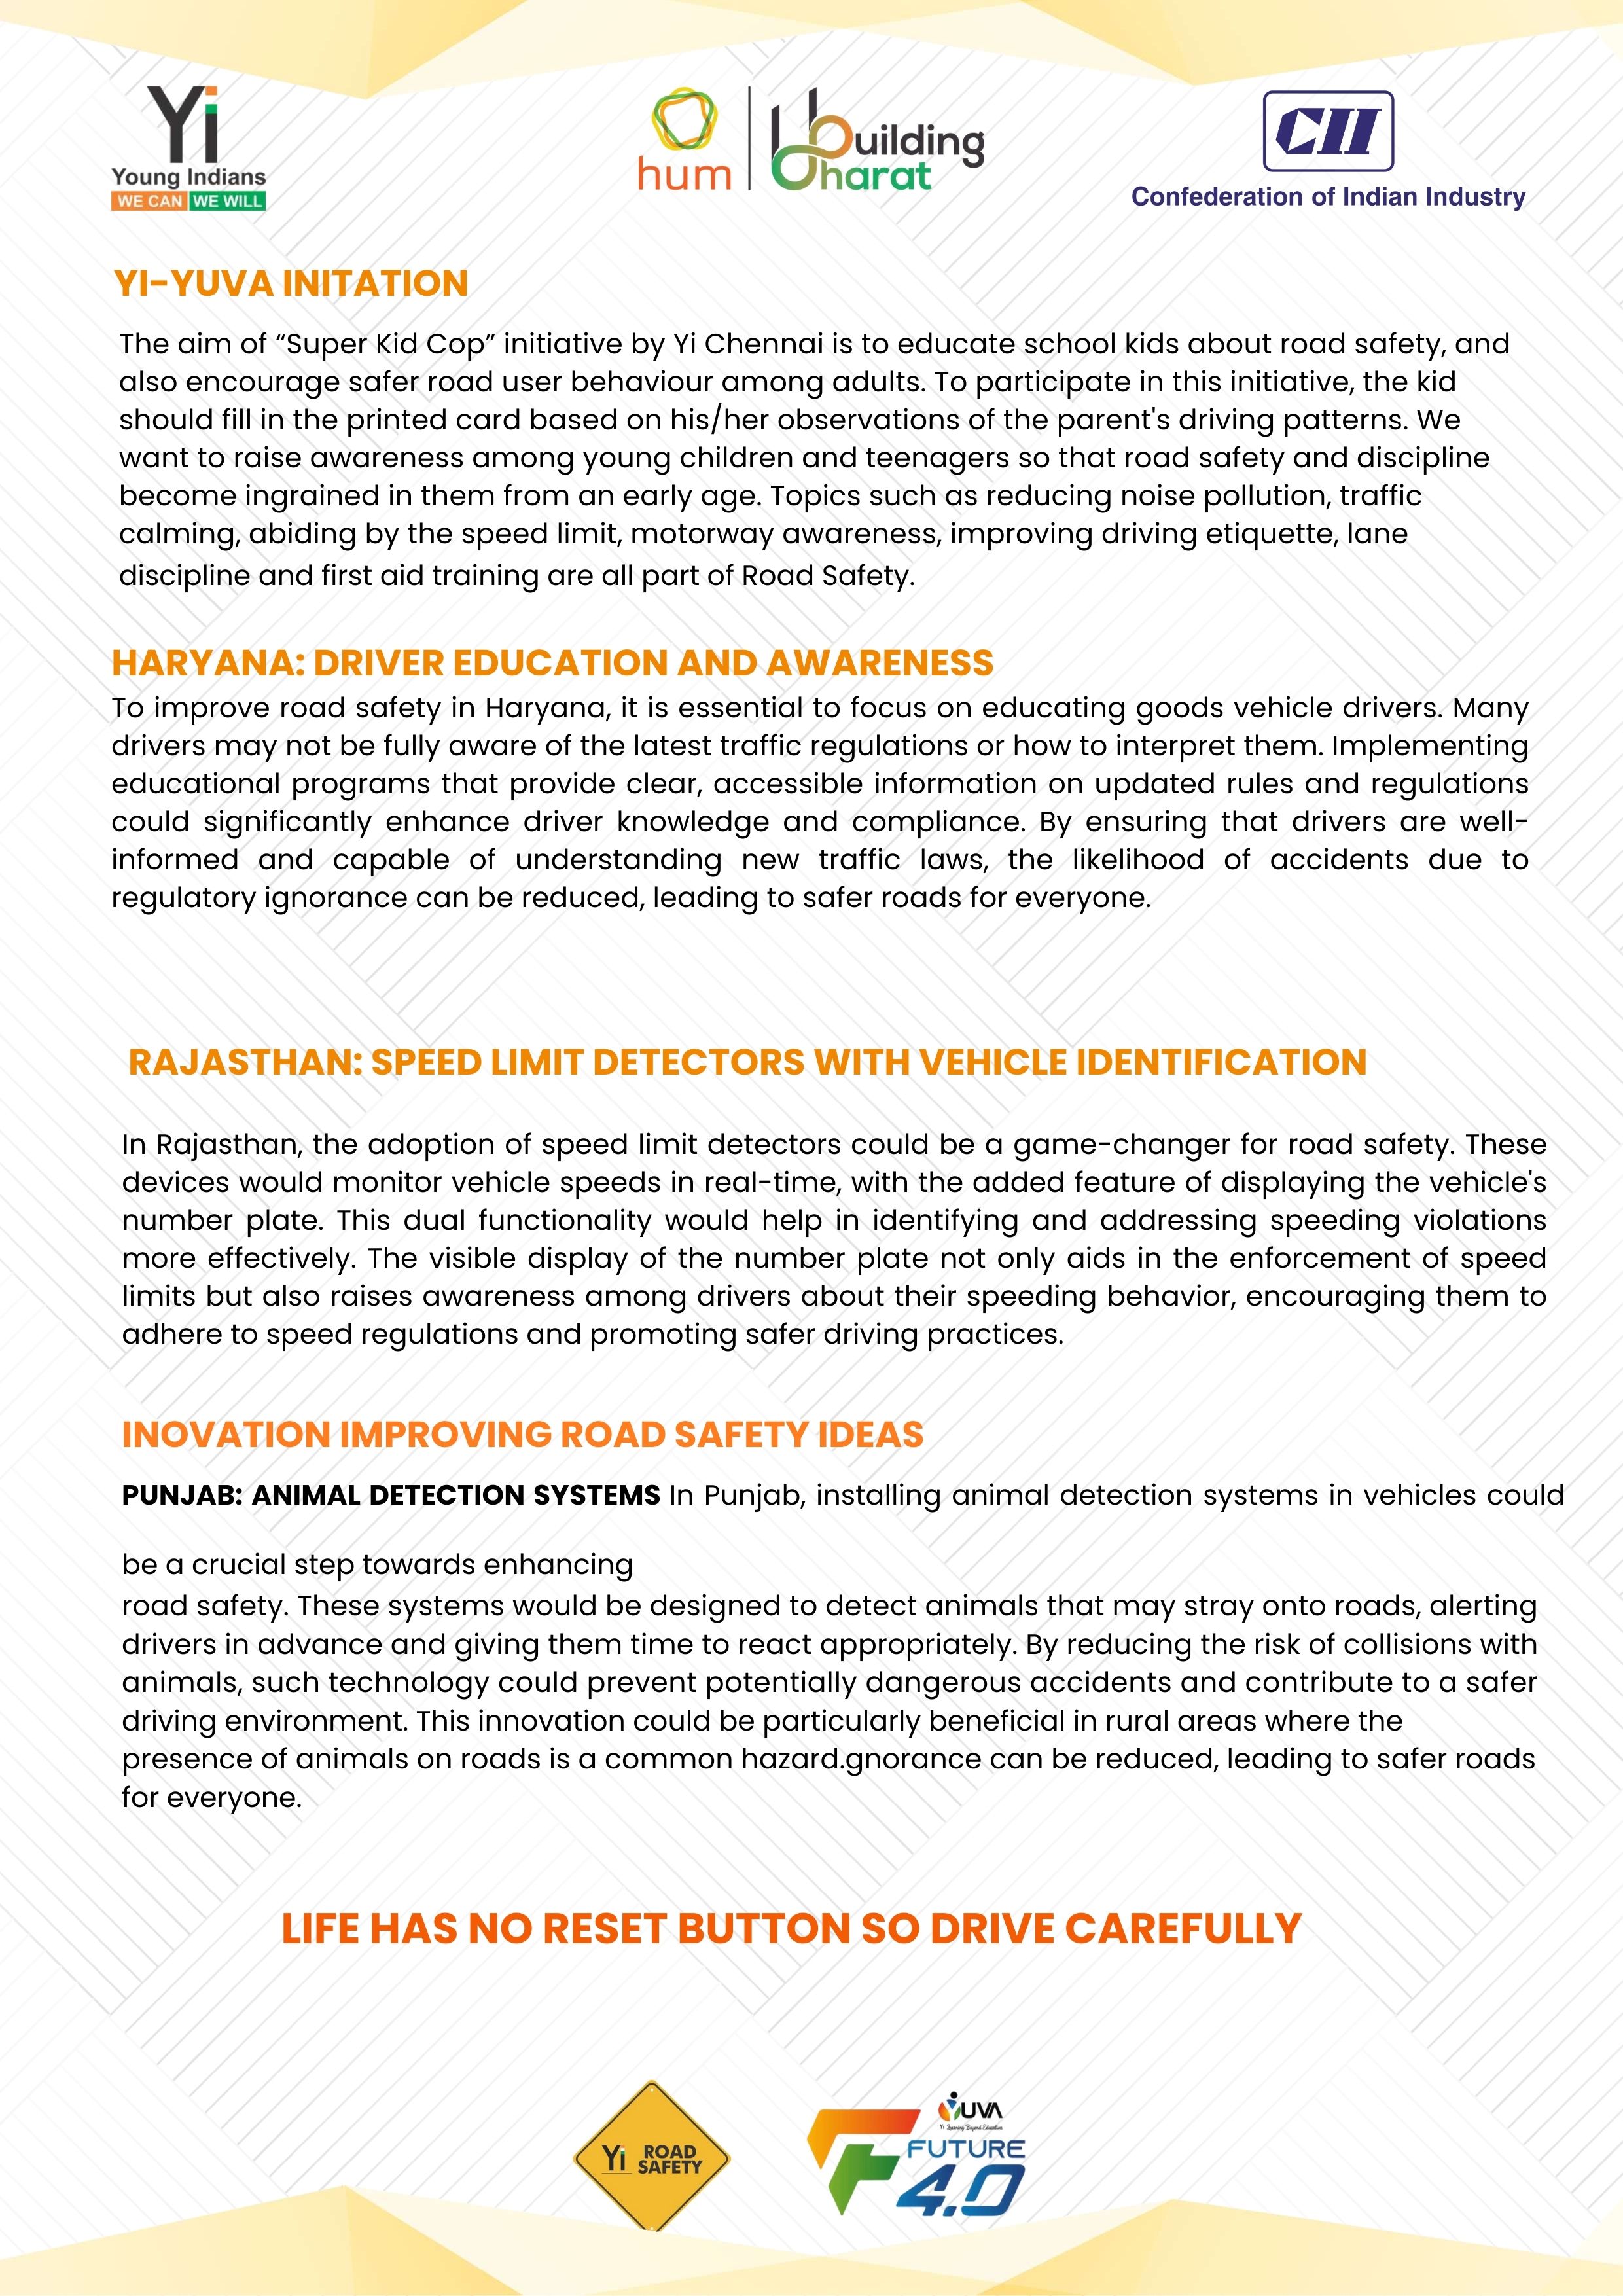 Yi
Young Indians
WE CAN WE WILL
hum
Building
Bharat
CII
Confederation of Indian Industry
YI-YUVA INITATION
The aim of “Super Kid Cop” initiative by Yi Chennai is to educate school kids about road safety, and
also encourage safer road user behaviour among adults. To participate in this initiative, the kid
should fill in the printed card based on his/her observations of the parent's driving patterns. We
want to raise awareness among young children and teenagers so that road safety and discipline
become ingrained in them from an early age. Topics such as reducing noise pollution, traffic
calming, abiding by the speed limit, motorway awareness, improving driving etiquette, lane
discipline and first aid training are all part of Road Safety.
HARYANA: DRIVER EDUCATION AND AWARENESS
To improve road safety in Haryana, it is essential to focus on educating goods vehicle drivers. Many
drivers may not be fully aware of the latest traffic regulations or how to interpret them. Implementing
educational programs that provide clear, accessible information on updated rules and regulations
could significantly enhance driver knowledge and compliance. By ensuring that drivers are well-
informed and capable of understanding new traffic laws, the likelihood of accidents due to
regulatory ignorance can be reduced, leading to safer roads for everyone.
RAJASTHAN: SPEED LIMIT DETECTORS WITH VEHICLE IDENTIFICATION
In Rajasthan, the adoption of speed limit detectors could be a game-changer for road safety. These
devices would monitor vehicle speeds in real-time, with the added feature of displaying the vehicle's
number plate. This dual functionality would help in identifying and addressing speeding violations
more effectively. The visible display of the number plate not only aids in the enforcement of speed
limits but also raises awareness among drivers about their speeding behavior, encouraging them to
adhere to speed regulations and promoting safer driving practices.
INOVATION IMPROVING ROAD SAFETY IDEAS
PUNJAB: ANIMAL DETECTION SYSTEMS In Punjab, installing animal detection systems in vehicles could
be a crucial step towards enhancing
road safety. These systems would be designed to detect animals that may stray onto roads, alerting
drivers in advance and giving them time to react appropriately. By reducing the risk of collisions with
animals, such technology could prevent potentially dangerous accidents and contribute to a safer
driving environment. This innovation could be particularly beneficial in rural areas where the
presence of animals on roads is a common hazard.gnorance can be reduced, leading to safer roads
for everyone.
LIFE HAS NO RESET BUTTON SO DRIVE CAREFULLY
Yi ROAD
SAFETY
YUVA
Yi Learning Beyond Education
FUTURE
4.0